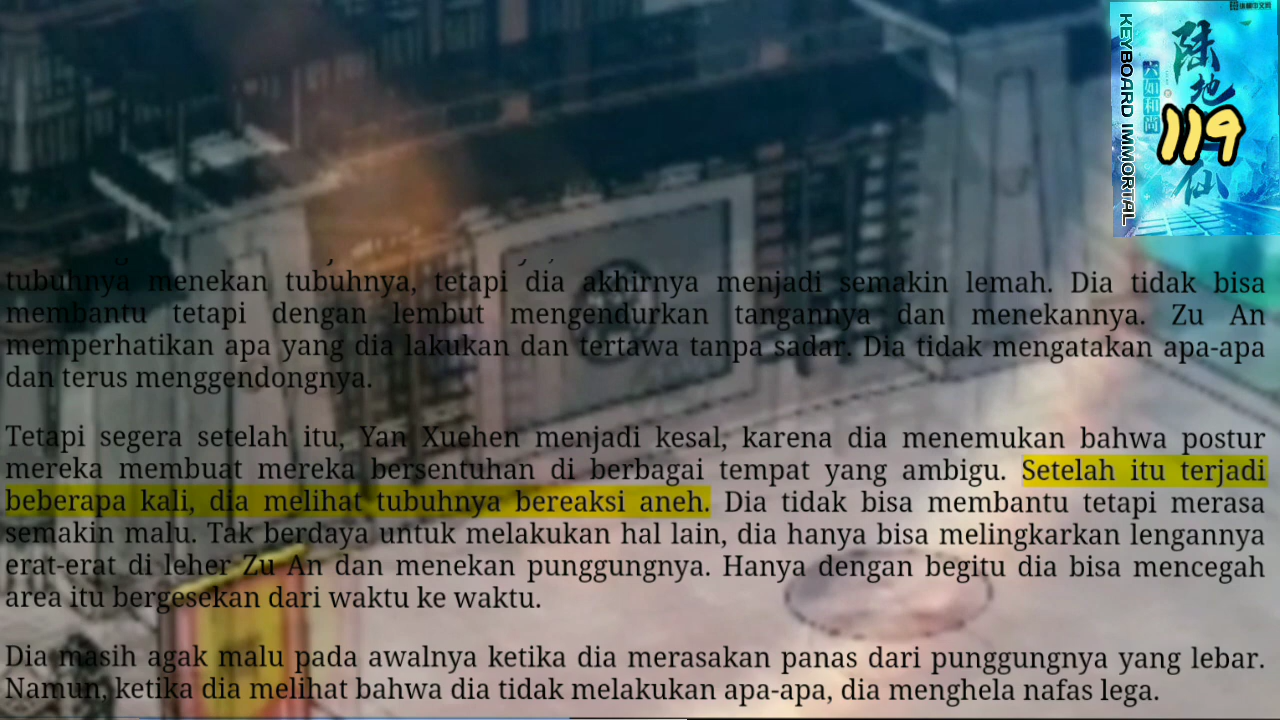 KEYBOARD IMMORTAL
陆地
119
仙
六如和尚
tubuhnya menekan tubuhnya, tetapi dia akhirnya menjadi semakin lemah. Dia tidak bisa
membantu tetapi dengan lembut mengendurkan tangannya dan menekannya. Zu An
memperhatikan apa yang dia lakukan dan tertawa tanpa sadar. Dia tidak mengatakan apa-apa
dan terus menggendongnya.
Tetapi segera setelah itu, Yan Xuehen menjadi kesal, karena dia menemukan bahwa postur
mereka membuat mereka bersentuhan di berbagai tempat yang ambigu. Setelah itu terjadi
beberapa kali, dia melihat tubuhnya bereaksi aneh. Dia tidak bisa membantu tetapi merasa
semakin malu. Tak berdaya untuk melakukan hal lain, dia hanya bisa melingkarkan lengannya
erat-erat di leher Zu An dan menekan punggungnya. Hanya dengan begitu dia bisa mencegah
area itu bergesekan dari waktu ke waktu.
Dia masih agak malu pada awalnya ketika dia merasakan panas dari punggungnya yang lebar.
Namun, ketika dia melihat bahwa dia tidak melakukan apa-apa, dia menghela nafas lega.